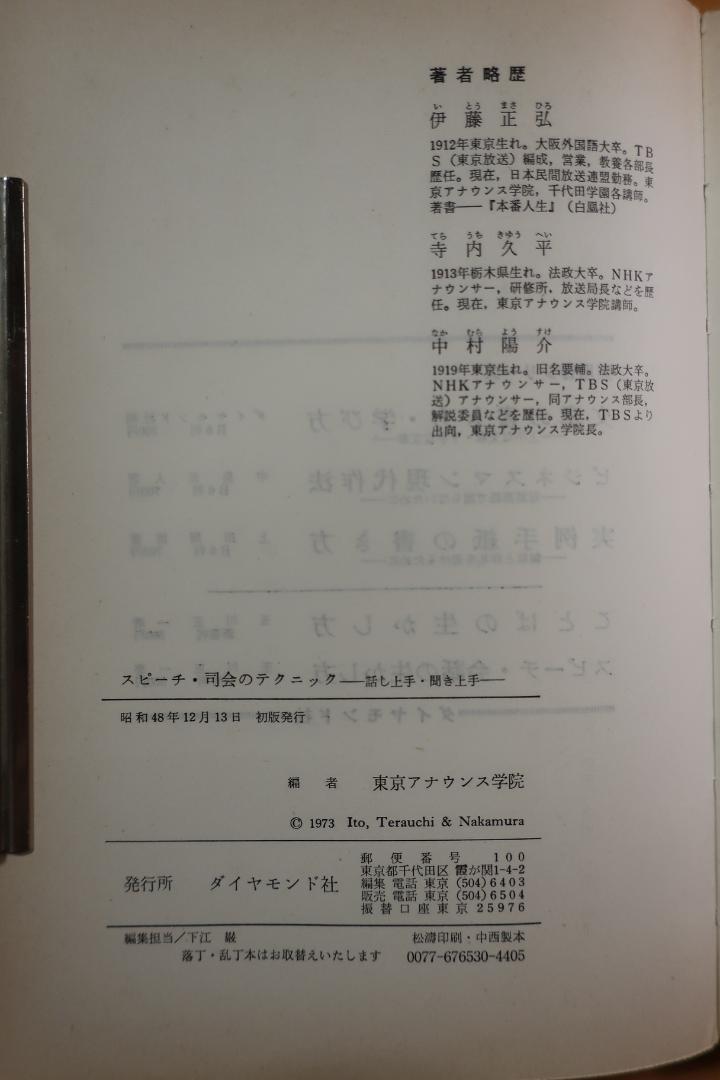 著者略歴
い とう まさ ひろ
伊藤正弘
1912年東京生れ。大阪外国語大卒。TB
S（東京放送）編成，営業，教養各部長
歴任。現在，日本民間放送連盟勤務。東
京アナウンス学院，千代田学園各講師。
著書――『本番人生』（白凰社）
てら うち きゆう へい
寺内久平
1913年栃木県生れ。法政大卒。NHKア
ナウンサー，研修所，放送局長などを歴
任。現在，東京アナウンス学院講師。
なか むら よう すけ
中村陽介
1919年東京生れ。旧名要輔。法政大卒。
NHKアナウンサー，TBS（東京放
送）アナウンサー，同アナウンス部長，
解説委員などを歴任。現在，TBSより
出向，東京アナウンス学院長。
スピーチ・司会のテクニック――話し上手・聞き上手――
昭和48年12月13日 初版発行
編者 東京アナウンス学院
© 1973 Ito, Terauchi & Nakamura
発行所 ダイヤモンド社
郵便番号 100
東京都千代田区 霞が関1-4-2
編集 電話 東京 (504) 6403
販売 電話 東京 (504) 6504
振替口座東京 25976
編集担当／下江 巌
松濤印刷・中西製本
落丁・乱丁本はお取替えいたします
0077-676530-4405